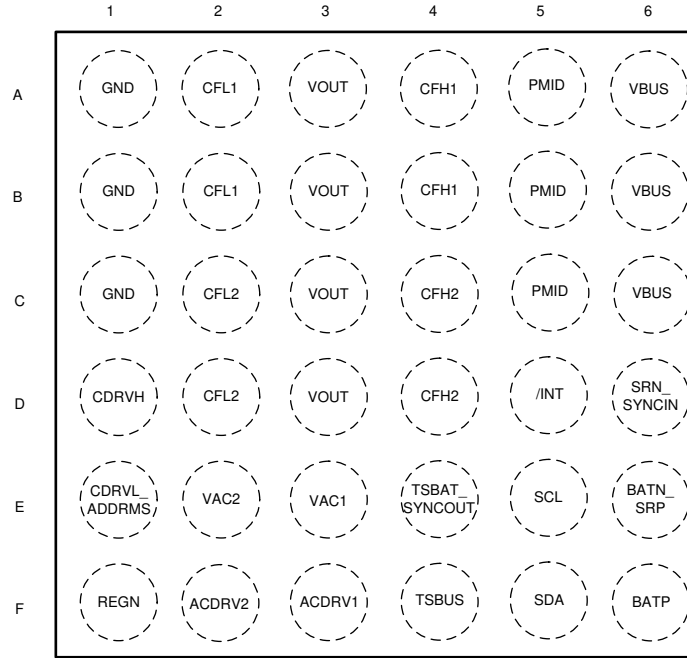 1 2 3 4 5 6
A GND CFL1 VOUT CFH1 PMID VBUS
B GND CFL1 VOUT CFH1 PMID VBUS
C GND CFL2 VOUT CFH2 PMID VBUS
D CDRVH CFL2 VOUT CFH2 /INT SRN_
SYNCIN
E CDRVL_
ADDRMS VAC2 VAC1 TSBAT_
SYNCOUT SCL BATN_
SRP
F REGN ACDRV2 ACDRV1 TSBUS SDA BATP